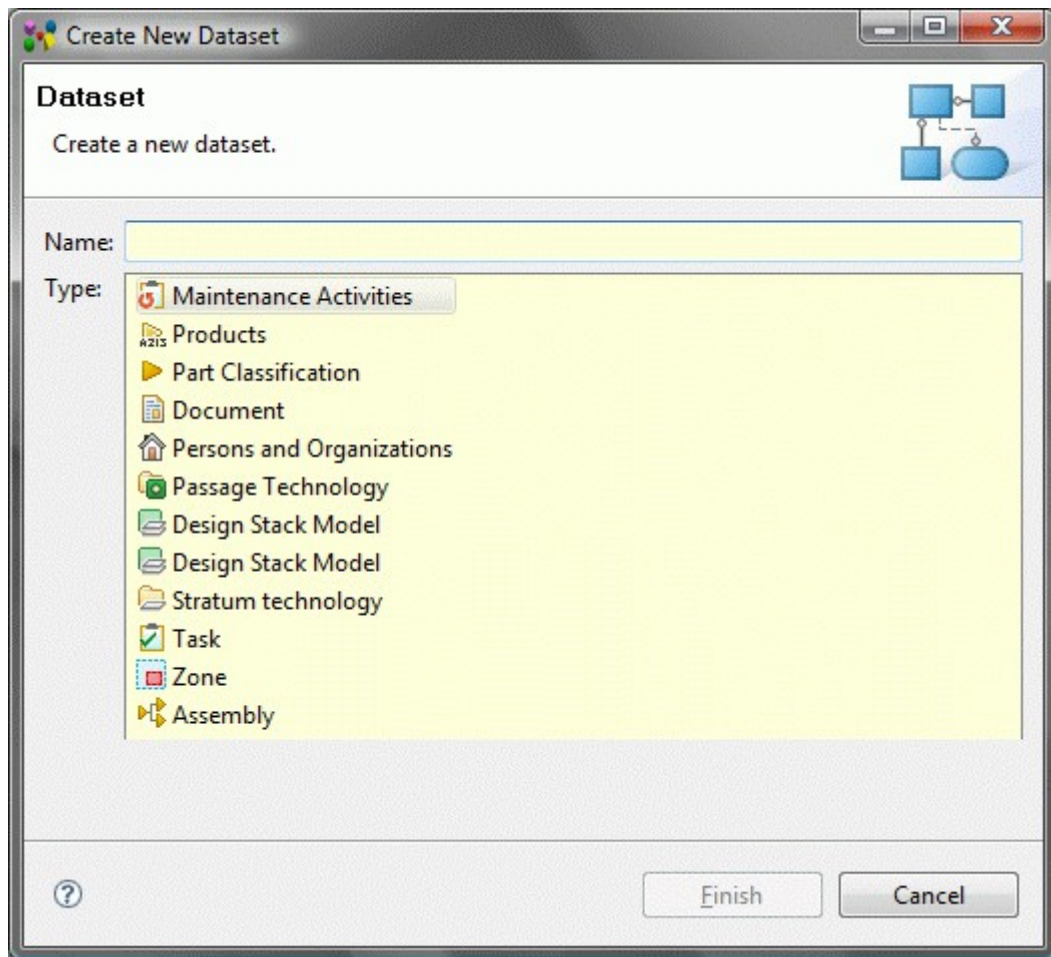 Create New Dataset
Dataset
Create a new dataset.
Name:
Type:
Maintenance Activities
A2IS Products
Part Classification
Document
Persons and Organizations
Passage Technology
Design Stack Model
Design Stack Model
Stratum technology
Task
Zone
Assembly
Finish
Cancel